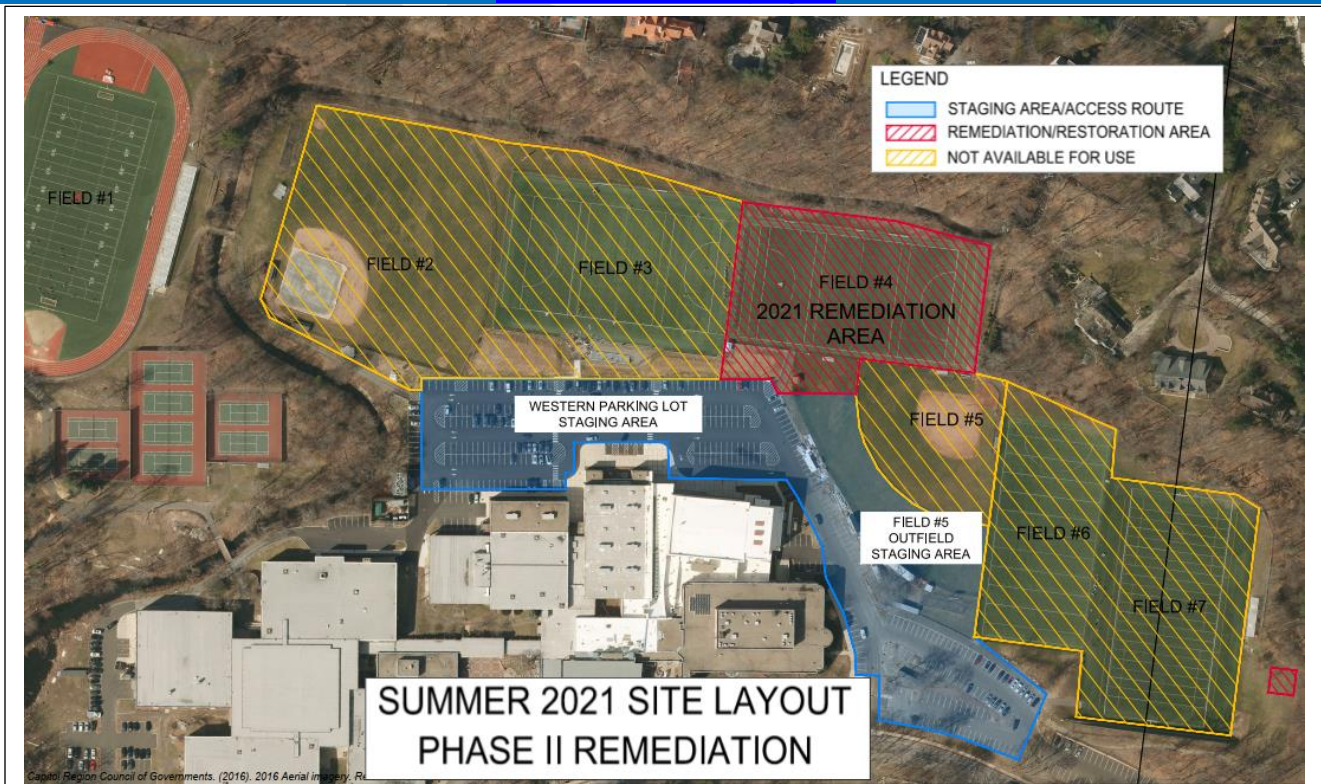 LEGEND
STAGING AREA/ACCESS ROUTE
REMEDIATION/RESTORATION AREA
NOT AVAILABLE FOR USE
FIELD #1
FIELD #2
FIELD #3
FIELD #4
2021 REMEDIATION
AREA
WESTERN PARKING LOT
STAGING AREA
FIELD #5
FIELD #5
OUTFIELD
STAGING AREA
FIELD #6
FIELD #7
SUMMER 2021 SITE LAYOUT
PHASE II REMEDIATION
Capitol Region Council of Governments. (2016). 2016 Aerial imagery.